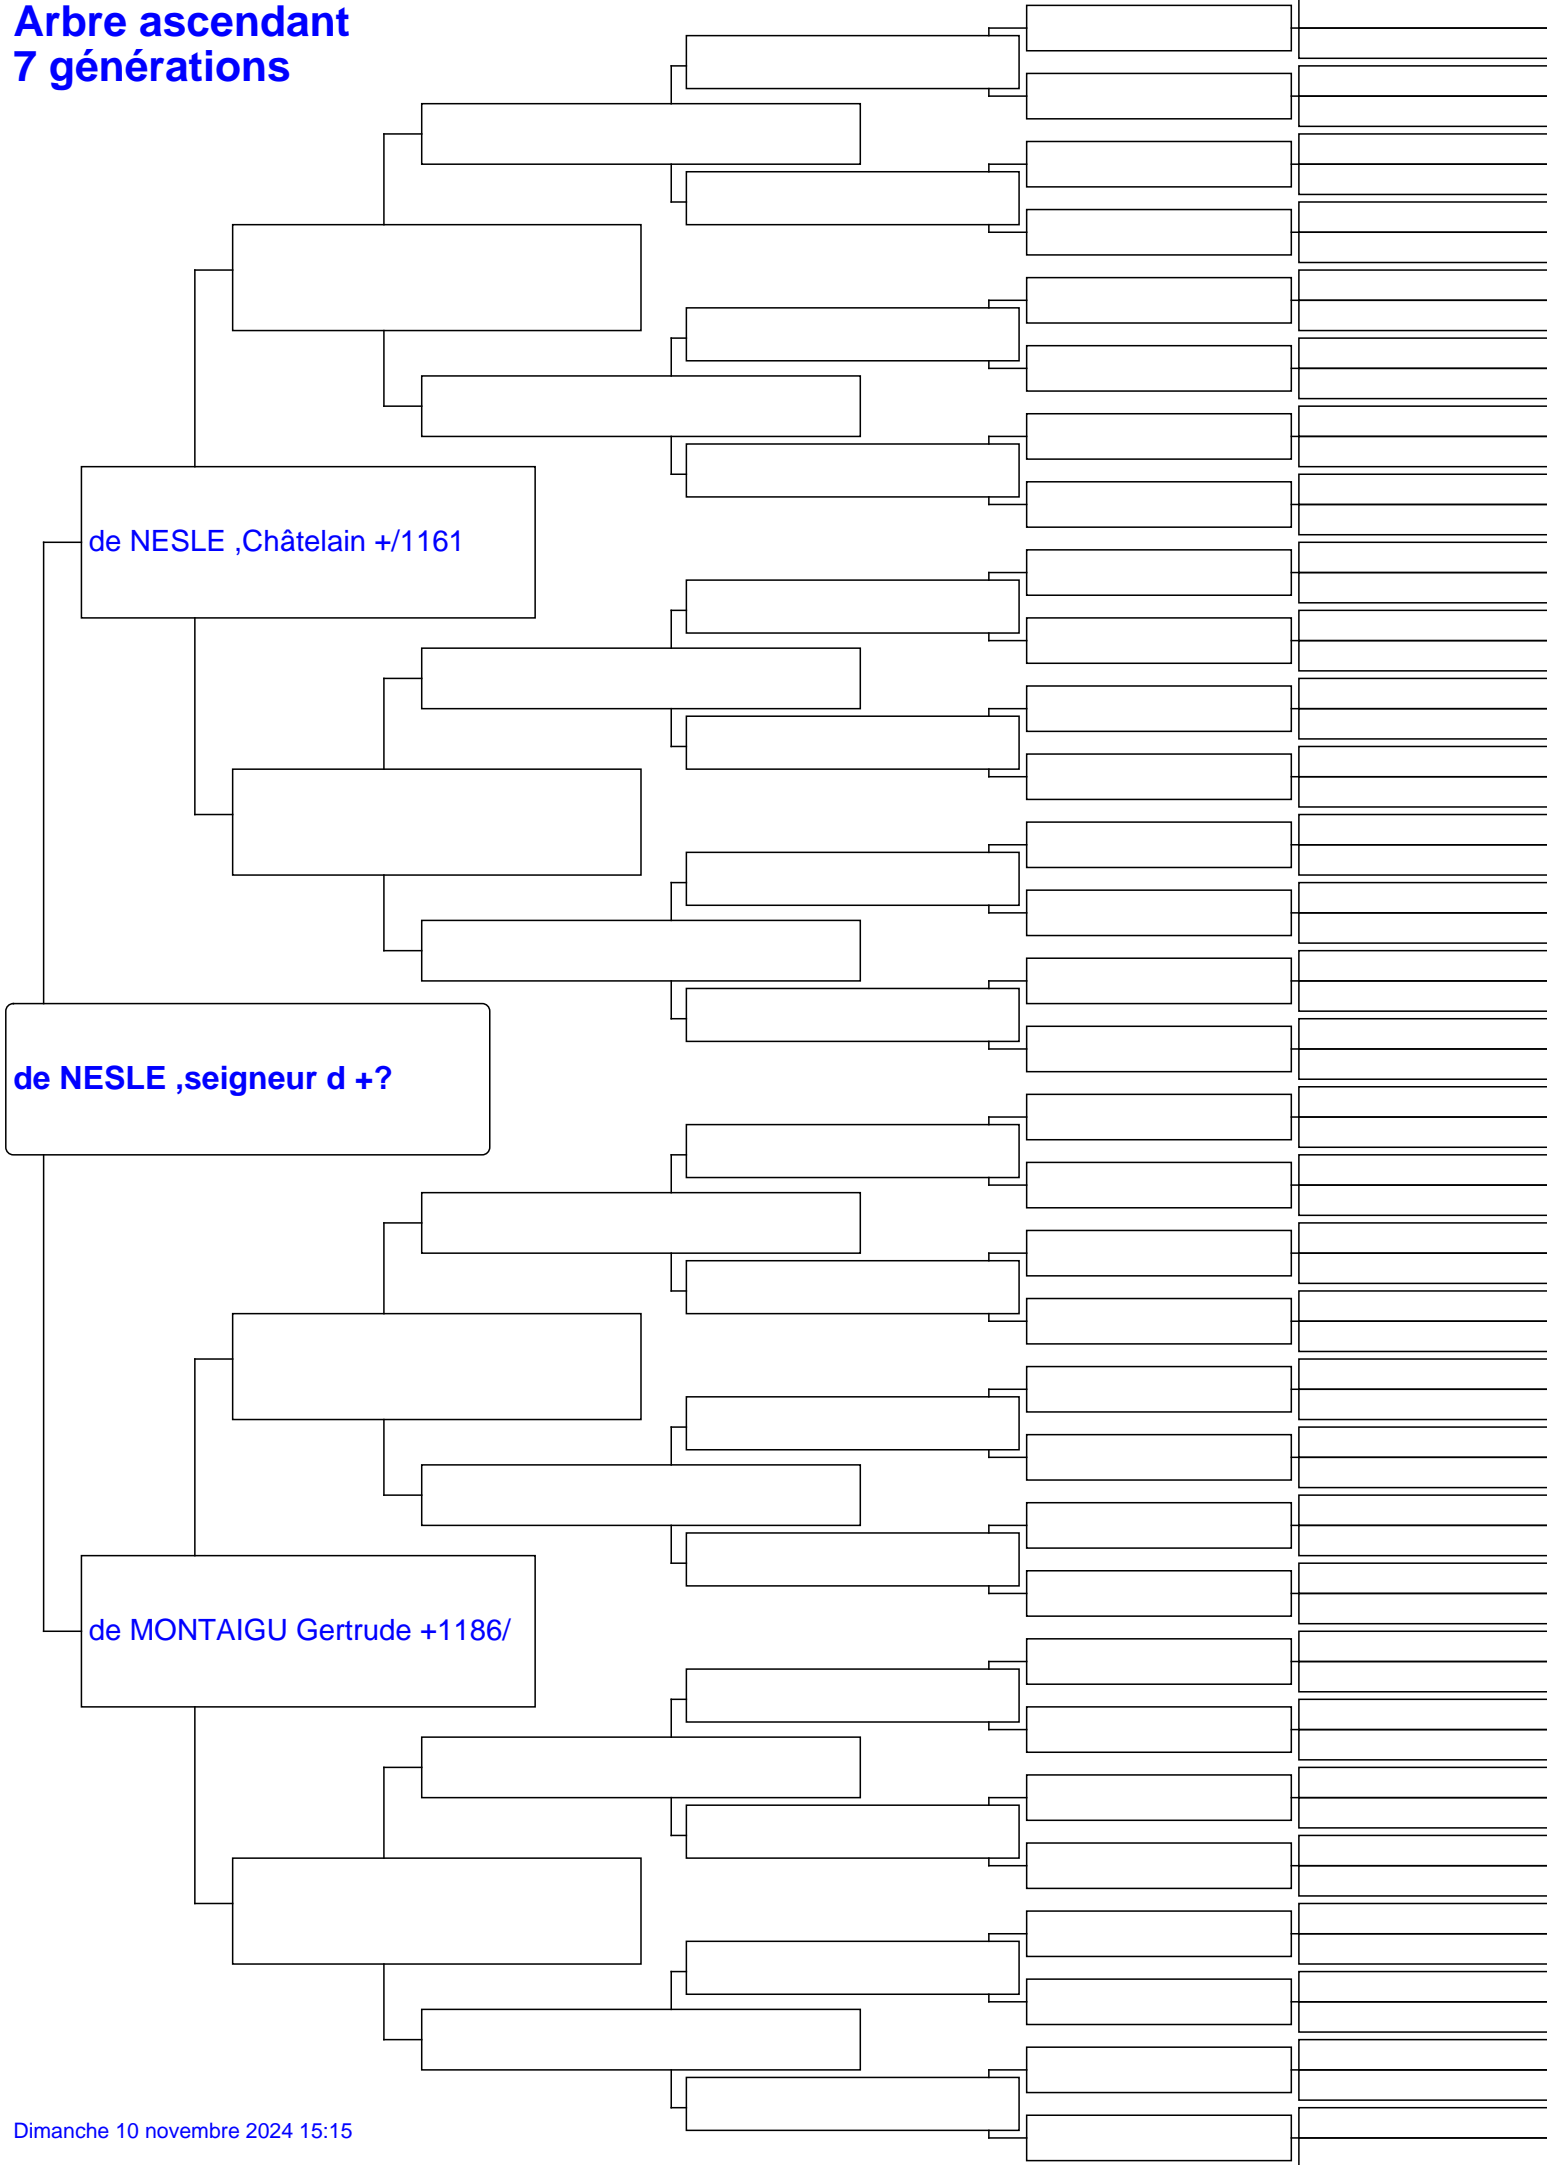 Arbre ascendant
7 générations
de NESLE ,Châtelain +/1161
de NESLE ,seigneur d +?
de MONTAIGU Gertrude +1186/
Dimanche 10 novembre 2024 15:15